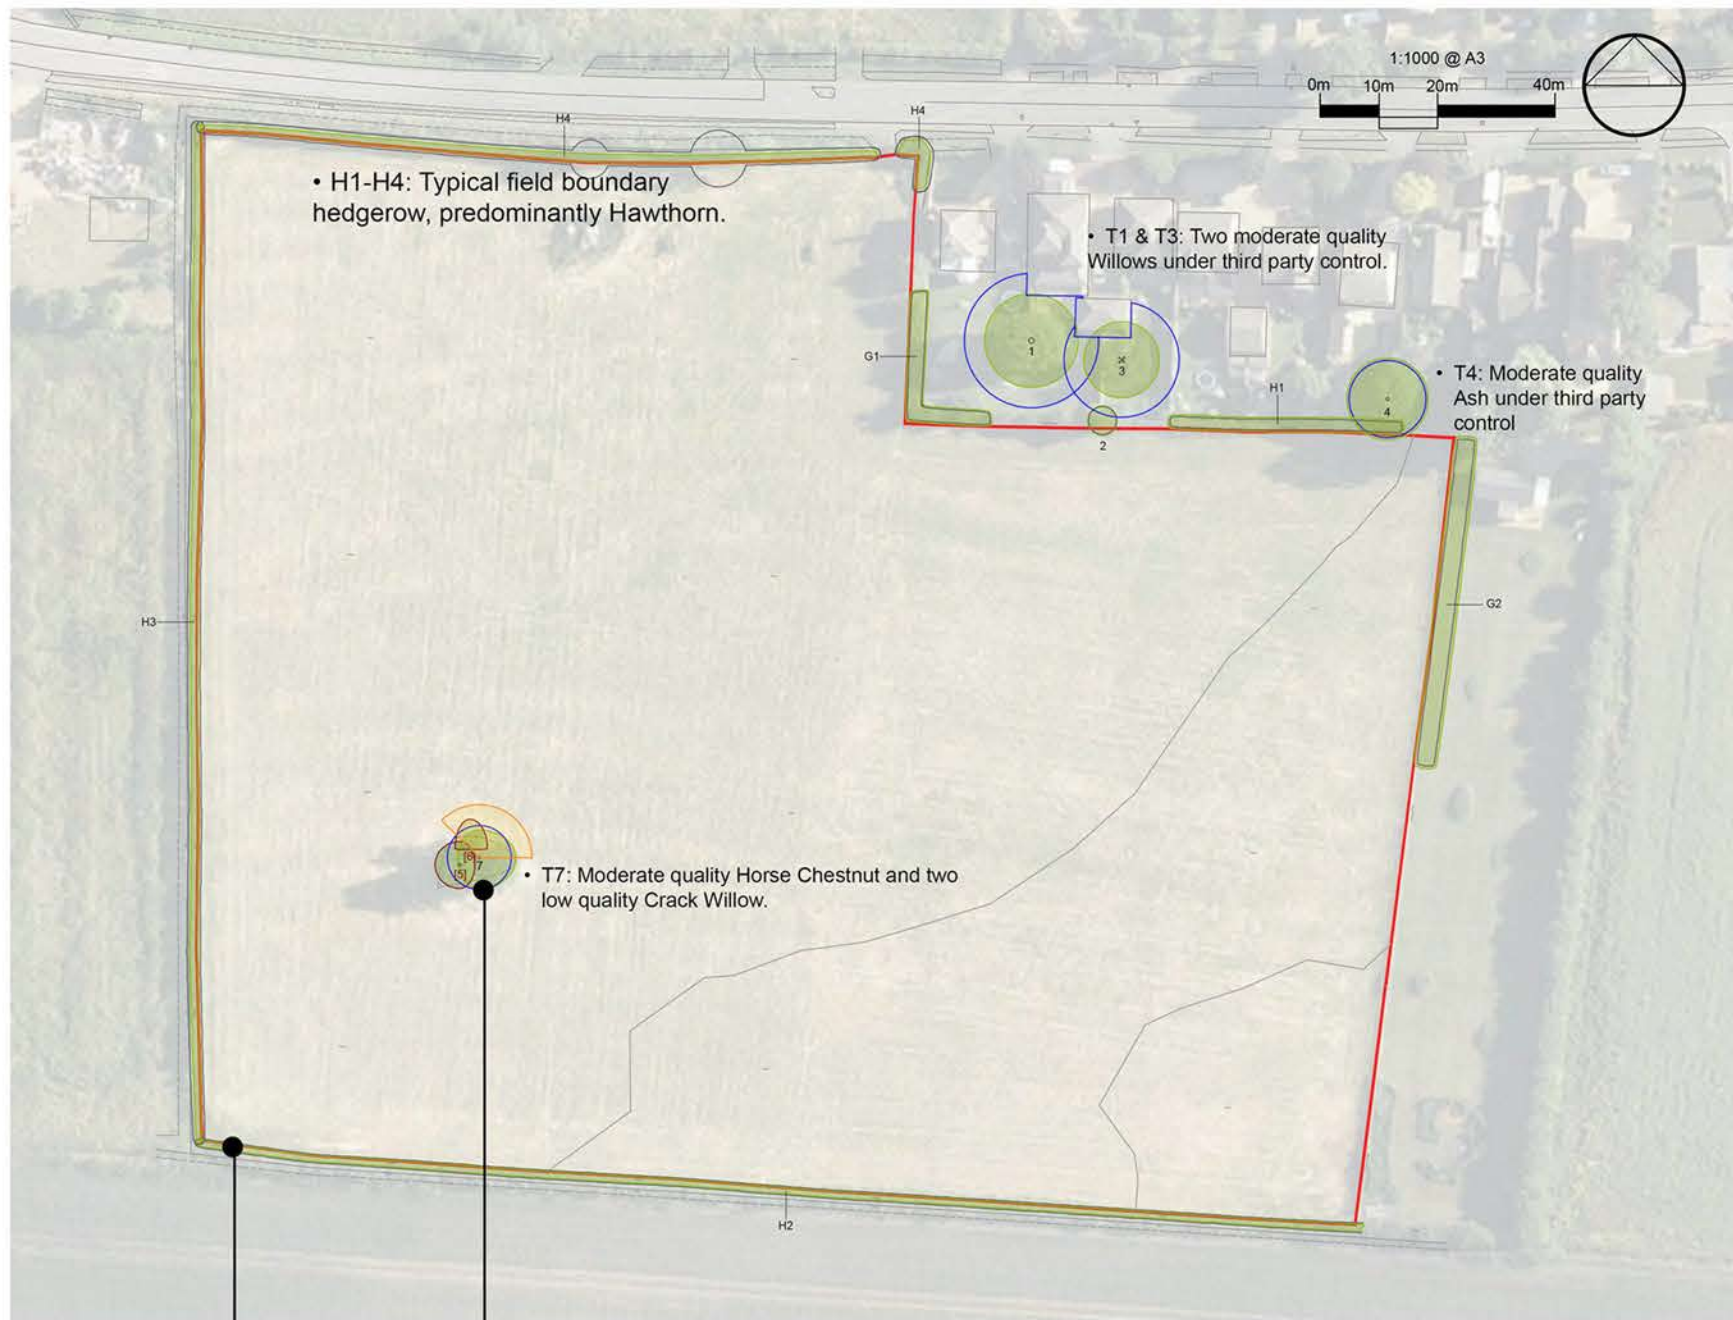 1:1000 @ A3
0m 10m 20m 40m
H4
H4
• H1-H4: Typical field boundary
hedgerow, predominantly Hawthorn.
• T1 & T3: Two moderate quality
Willows under third party control.
1
G1
3
• T4: Moderate quality
Ash under third party
control
H1
4
2
G2
H3
[6]
7
[5]
• T7: Moderate quality Horse Chestnut and two
low quality Crack Willow.
H2